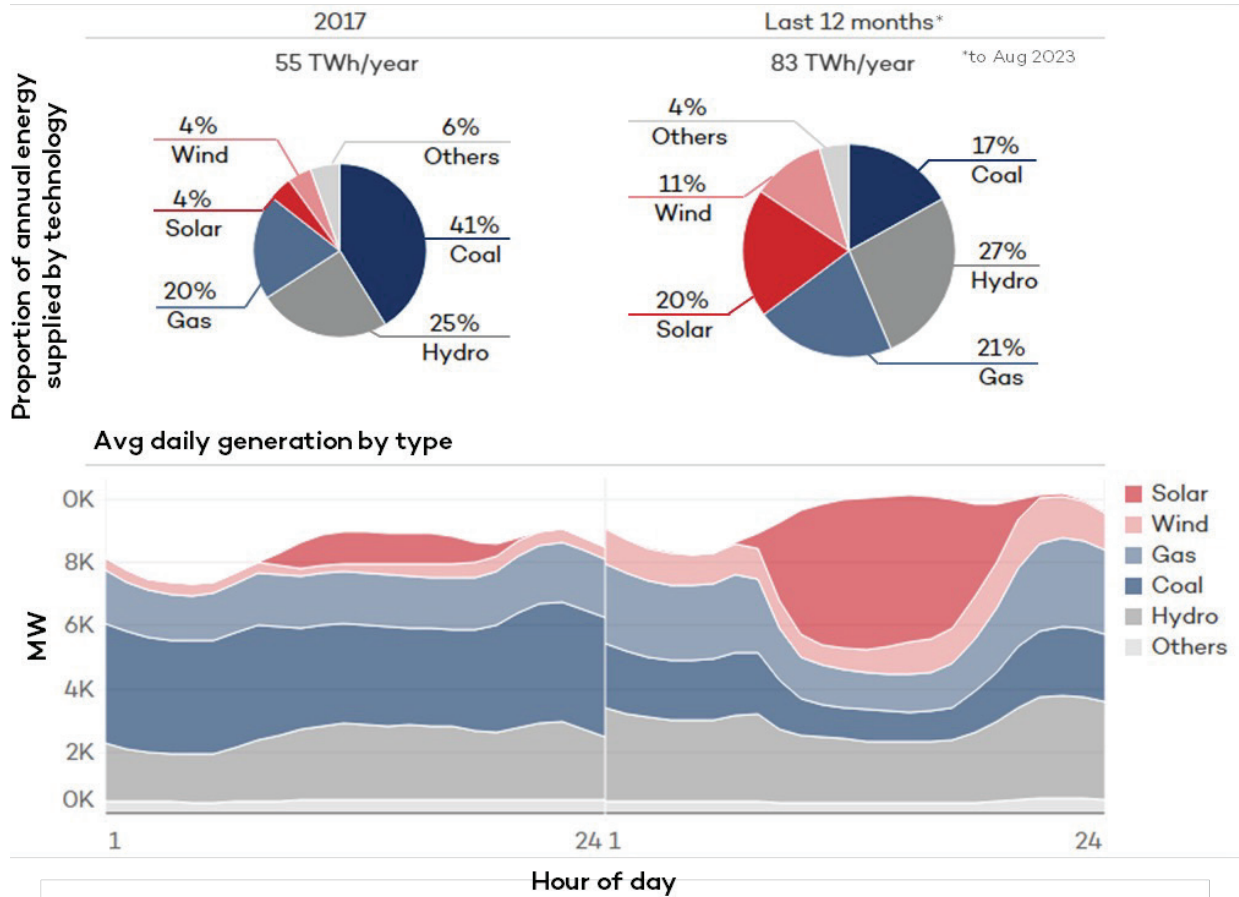 2017
Last 12 months*
55 TWh/year
83 TWh/year
*to Aug 2023
Proportion of annual energy
supplied by technology
4%
Wind
6%
Others
4%
Solar
41%
Coal
20%
Gas
25%
Hydro
4%
Others
17%
Coal
11%
Wind
27%
Hydro
20%
Solar
21%
Gas
Avg daily generation by type
MW
0K
8K
6K
4K
2K
0K
1
24
1
24
Hour of day
Solar
Wind
Gas
Coal
Hydro
Others